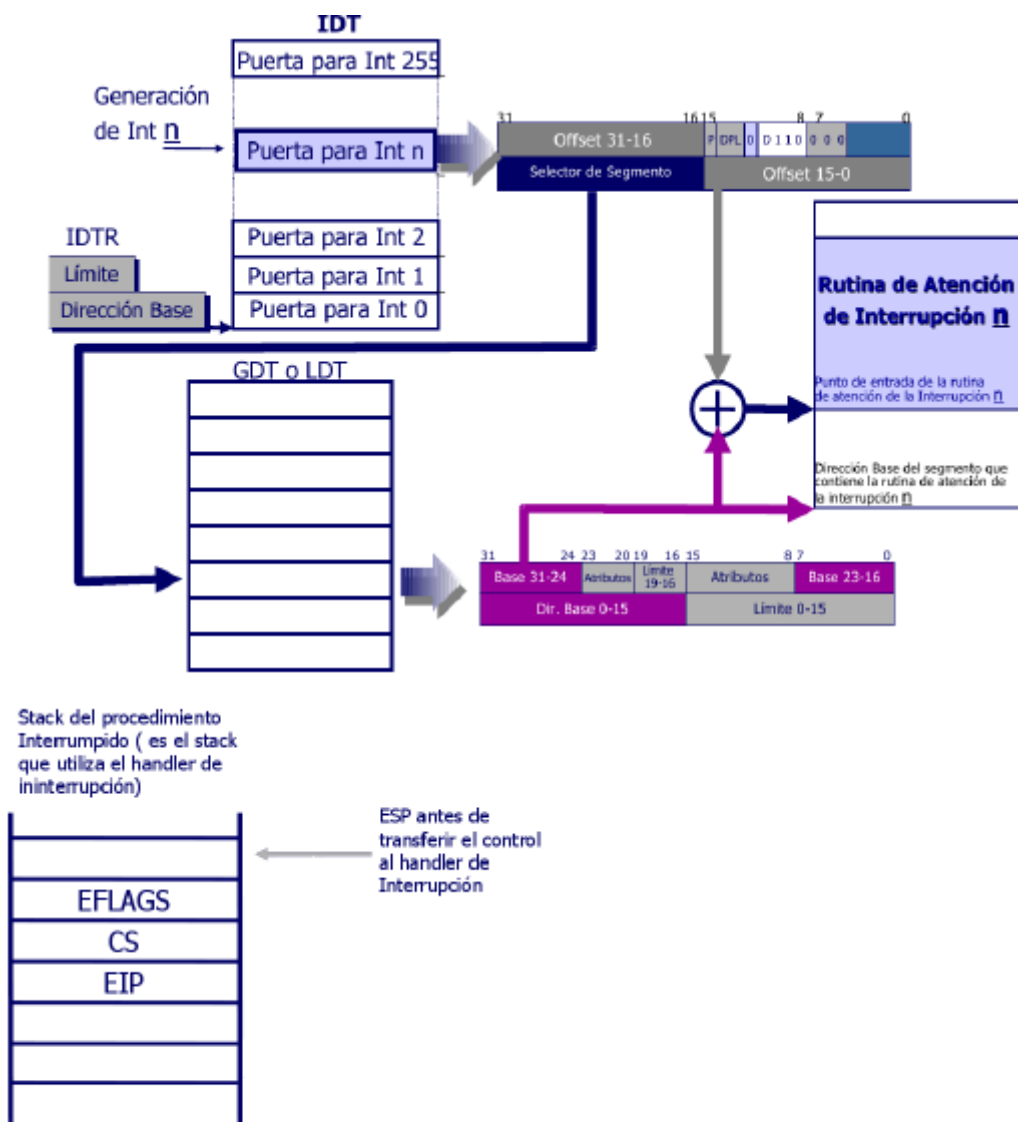 IDT
Puerta para Int 255
Generación
de Int n
Puerta para Int n
31
16
15
8
7
0
Offset 31-16
P
DPL
0
D 1 1 0
0 0 0
Selector de Segmento
Offset 15-0
IDTR
Límite
Dirección Base
Puerta para Int 2
Puerta para Int 1
Puerta para Int 0
Rutina de Atención
de Interrupción n
Punto de entrada de la rutina
de atención de la Interrupción n
Dirección Base del segmento que
contiene la rutina de atención de
la interrupción n
GDT o LDT
31
24
23
20
19
16
15
8
7
0
Base 31-24
Atributos
Límite
19-16
Atributos
Base 23-16
Dir. Base 0-15
Límite 0-15
Stack del procedimiento
Interrumpido ( es el stack
que utiliza el handler de
ininterrupción)
ESP antes de
transferir el control
al handler de
Interrupción
EFLAGS
CS
EIP